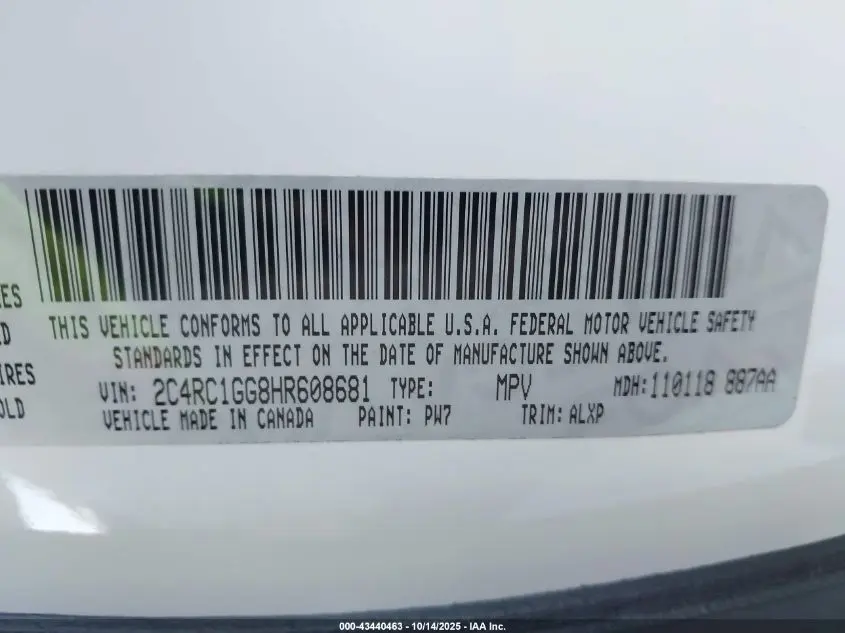 ES
D
IRES
OLD
THIS VEHICLE CONFORMS TO ALL APPLICABLE U.S.A. FEDERAL MOTOR VEHICLE SAFETY
STANDARDS IN EFFECT ON THE DATE OF MANUFACTURE SHOWN ABOVE.
VIN: 2C4RC1GG8HR608681 TYPE: MPV MDH: 110118 887AA
VEHICLE MADE IN CANADA PAINT: PW7 TRIM: ALXP
000-43440463 - 10/14/2025 - IAA Inc.